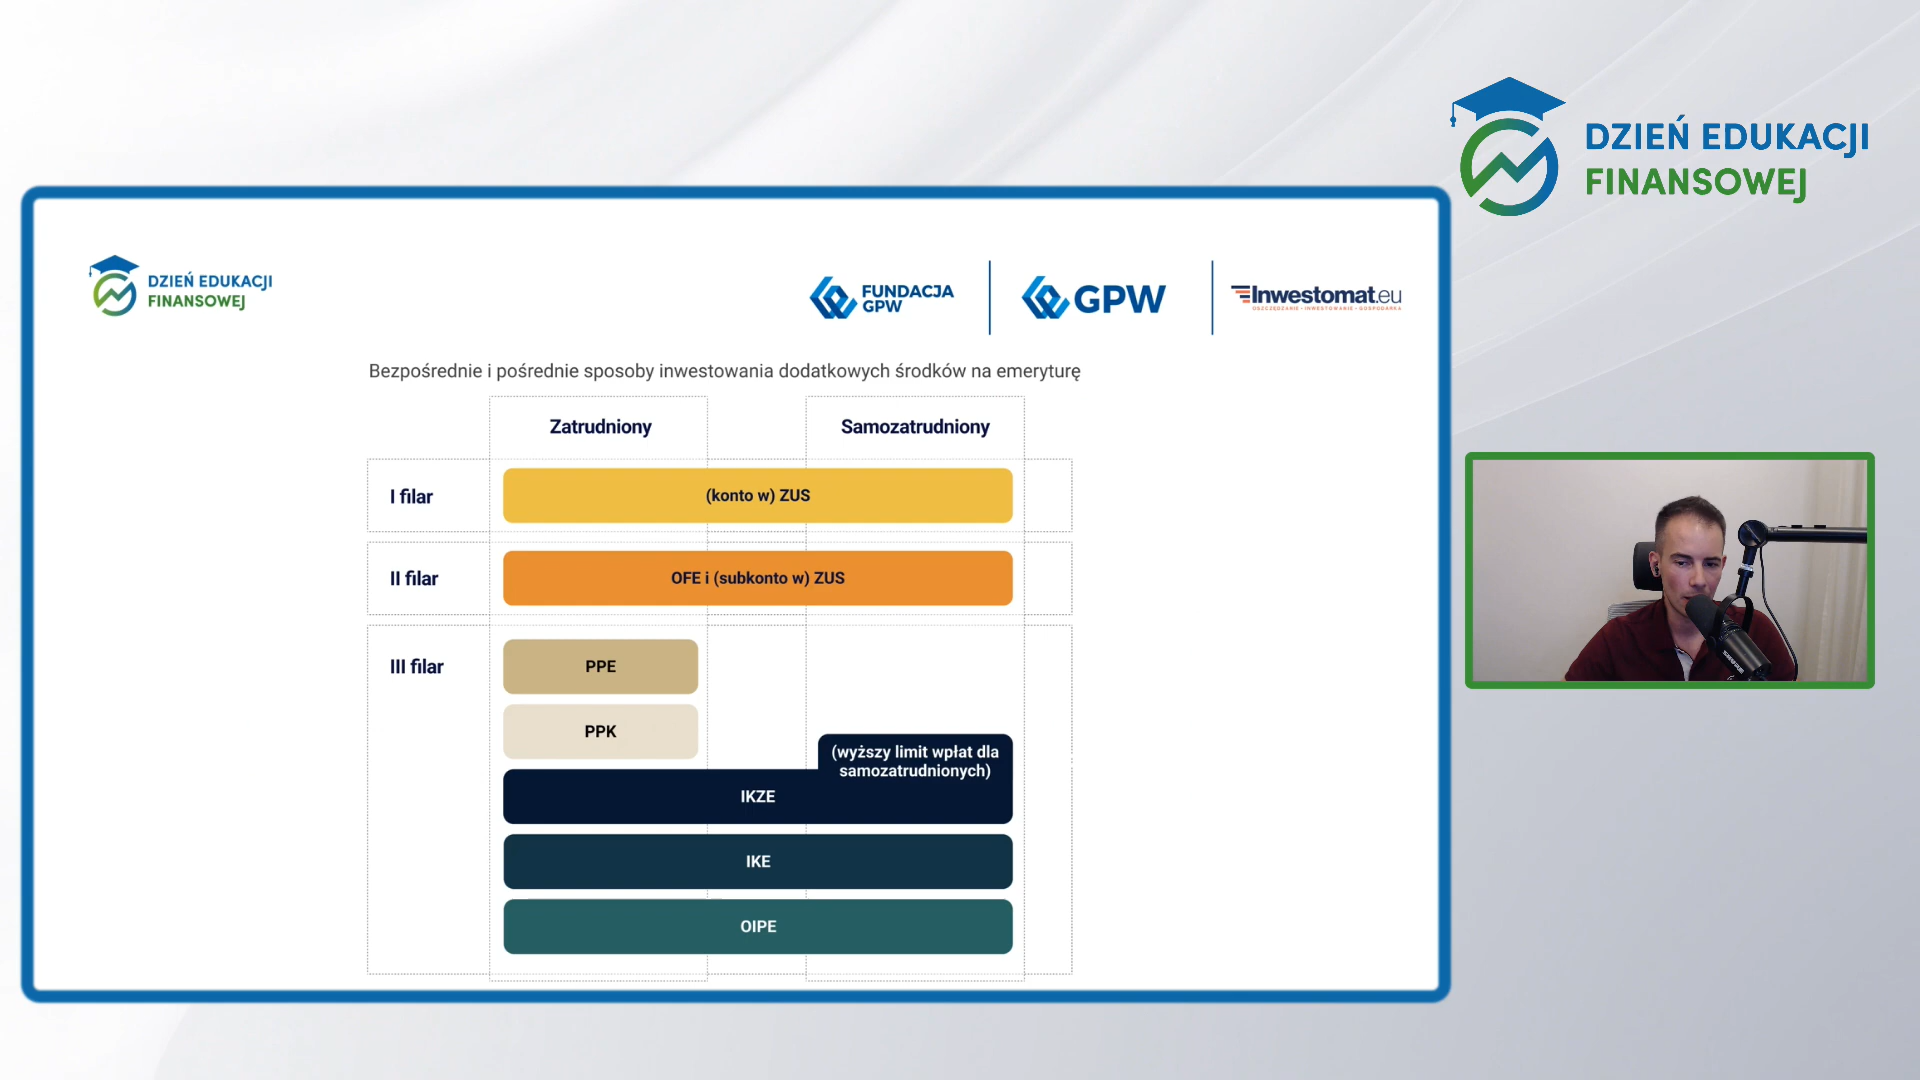 DZIEŃ EDUKACJI
FINANSOWEJ
DZIEŃ EDUKACJI
FINANSOWEJ
FUNDACJA
GPW
GPW
Inwestomat.eu
OSZCZĘDZANIE • INWESTOWANIE • GOSPODARKA
Bezpośrednie i pośrednie sposoby inwestowania dodatkowych środków na emeryturę
Zatrudniony
Samozatrudniony
I filar
(konto w) ZUS
II filar
OFE i (subkonto w) ZUS
III filar
PPE
PPK
(wyższy limit wpłat dla
samozatrudnionych)
IKZE
IKE
OIPE
SHURE